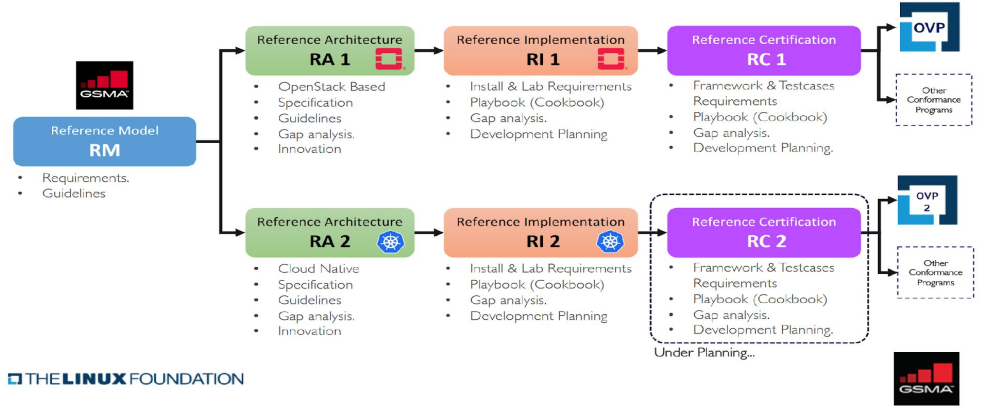 GSMA
Reference Model
RM
• Requirements.
• Guidelines
Reference Architecture
RA 1
• OpenStack Based
• Specification
• Guidelines
• Gap analysis.
• Innovation
Reference Implementation
RI 1
• Install & Lab Requirements
• Playbook (Cookbook)
• Gap analysis.
• Development Planning
Reference Certification
RC 1
• Framework & Testcases
Requirements
• Playbook (Cookbook)
• Gap analysis.
• Development Planning.
OVP
Other
Conformance
Programs
Reference Architecture
RA 2
• Cloud Native
• Specification
• Guidelines
• Gap analysis.
• Innovation
Reference Implementation
RI 2
• Install & Lab Requirements
• Playbook (Cookbook)
• Gap analysis.
• Development Planning
Reference Certification
RC 2
• Framework & Testcases
Requirements
• Playbook (Cookbook)
• Gap analysis.
• Development Planning.
Under Planning...
OVP
2
Other
Conformance
Programs
THE LINUX FOUNDATION
GSMA